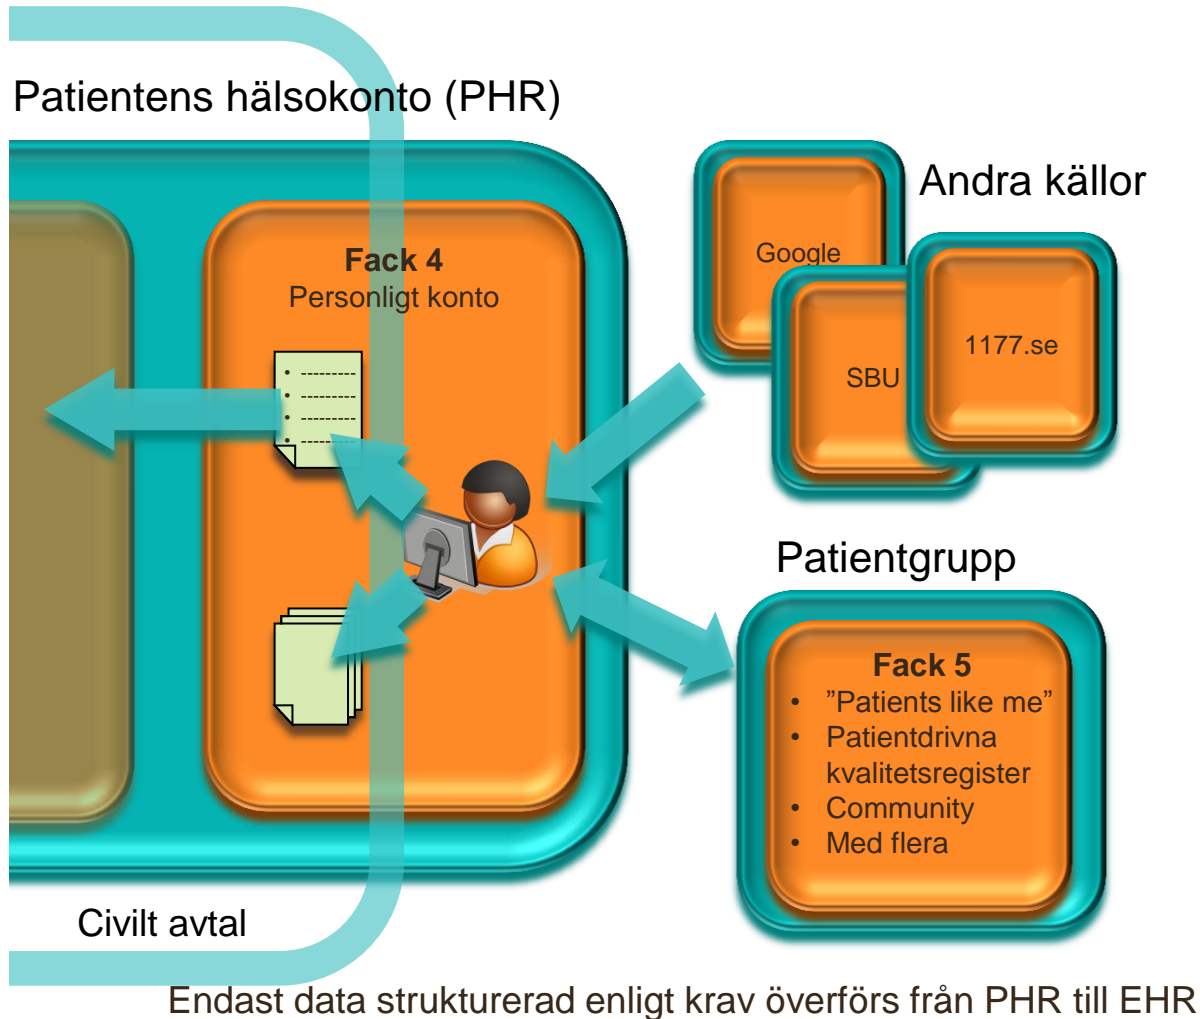 Patientens hälsokonto (PHR)
Fack 4
Personligt konto
Andra källor
Google
SBU
1177.se
Patientgrupp
Fack 5
• ”Patients like me”
• Patientdrivna
kvalitetsregister
• Community
• Med flera
Civilt avtal
Endast data strukturerad enligt krav överförs från PHR till EHR